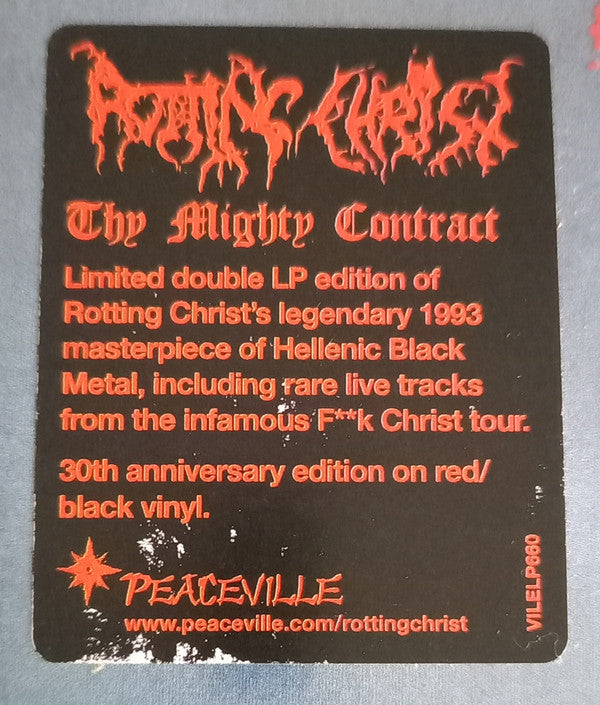 Rotting Christ
Thy Mighty Contract
Limited double LP edition of
Rotting Christ's legendary 1993
masterpiece of Hellenic Black
Metal, including rare live tracks
from the infamous F**k Christ tour.
30th anniversary edition on red/
black vinyl.
PEACEVILLE
www.peaceville.com/rottingchrist
VILELP660